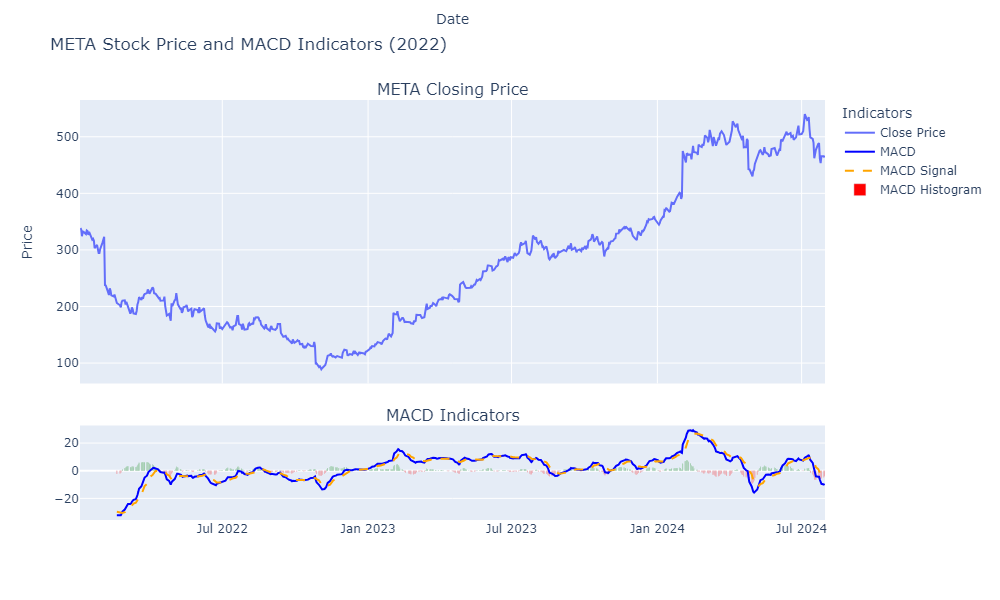 Date
META Stock Price and MACD Indicators (2022)
META Closing Price
Indicators
Close Price
MACD
MACD Signal
MACD Histogram
Price
500
400
300
200
100
MACD Indicators
20
0
−20
Jul 2022
Jan 2023
Jul 2023
Jan 2024
Jul 2024